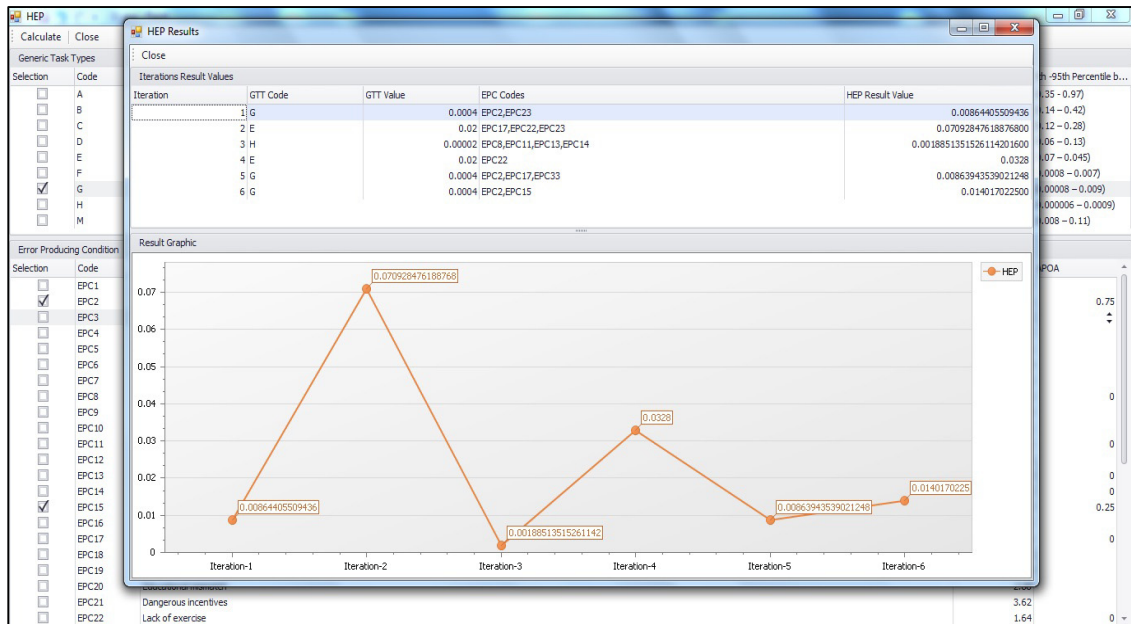 HEP
Calculate Close
HEP Results
Close
Generic Task Types
Iterations Result Values
Selection Code
Iteration GTT Code GTT Value EPC Codes HEP Result Value
th -95th Percentile b...
A
B
C
D
E
F
G
H
M
1 G 0.0004 EPC2,EPC23 0.00864405509436
2 E 0.02 EPC17,EPC22,EPC23 0.07092847618876800
3 H 0.00002 EPC8,EPC11,EPC13,EPC14 0.0018851351526114201600
4 E 0.02 EPC22 0.0328
5 G 0.0004 EPC2,EPC17,EPC33 0.00863943539021248
6 G 0.0004 EPC2,EPC15 0.014017022500
.35 - 0.97)
.14 – 0.42)
.12 – 0.28)
.06 - 0.13)
.07 – 0.045)
.0008 – 0.007)
.00008 – 0.009)
.000006 – 0.0009)
.008 – 0.11)
Error Producing Condition
Result Graphic
Selection Code
POA
EPC1
EPC2 0.75
EPC3
EPC4
EPC5
EPC6
EPC7
EPC8 0
EPC9
EPC10
EPC11 0
EPC12
EPC13 0
EPC14 0
EPC15 0.25
EPC16
EPC17 0
EPC18
EPC19
EPC20
EPC21 Dangerous incentives 3.62
EPC22 Lack of exercise 1.64 0
HEP
0.07
0.06
0.05
0.04
0.03
0.02
0.01
0
0.00864405509436
0.070928476188768
0.00188513515261142
0.0328
0.00863943539021248
0.0140170225
Iteration-1 Iteration-2 Iteration-3 Iteration-4 Iteration-5 Iteration-6